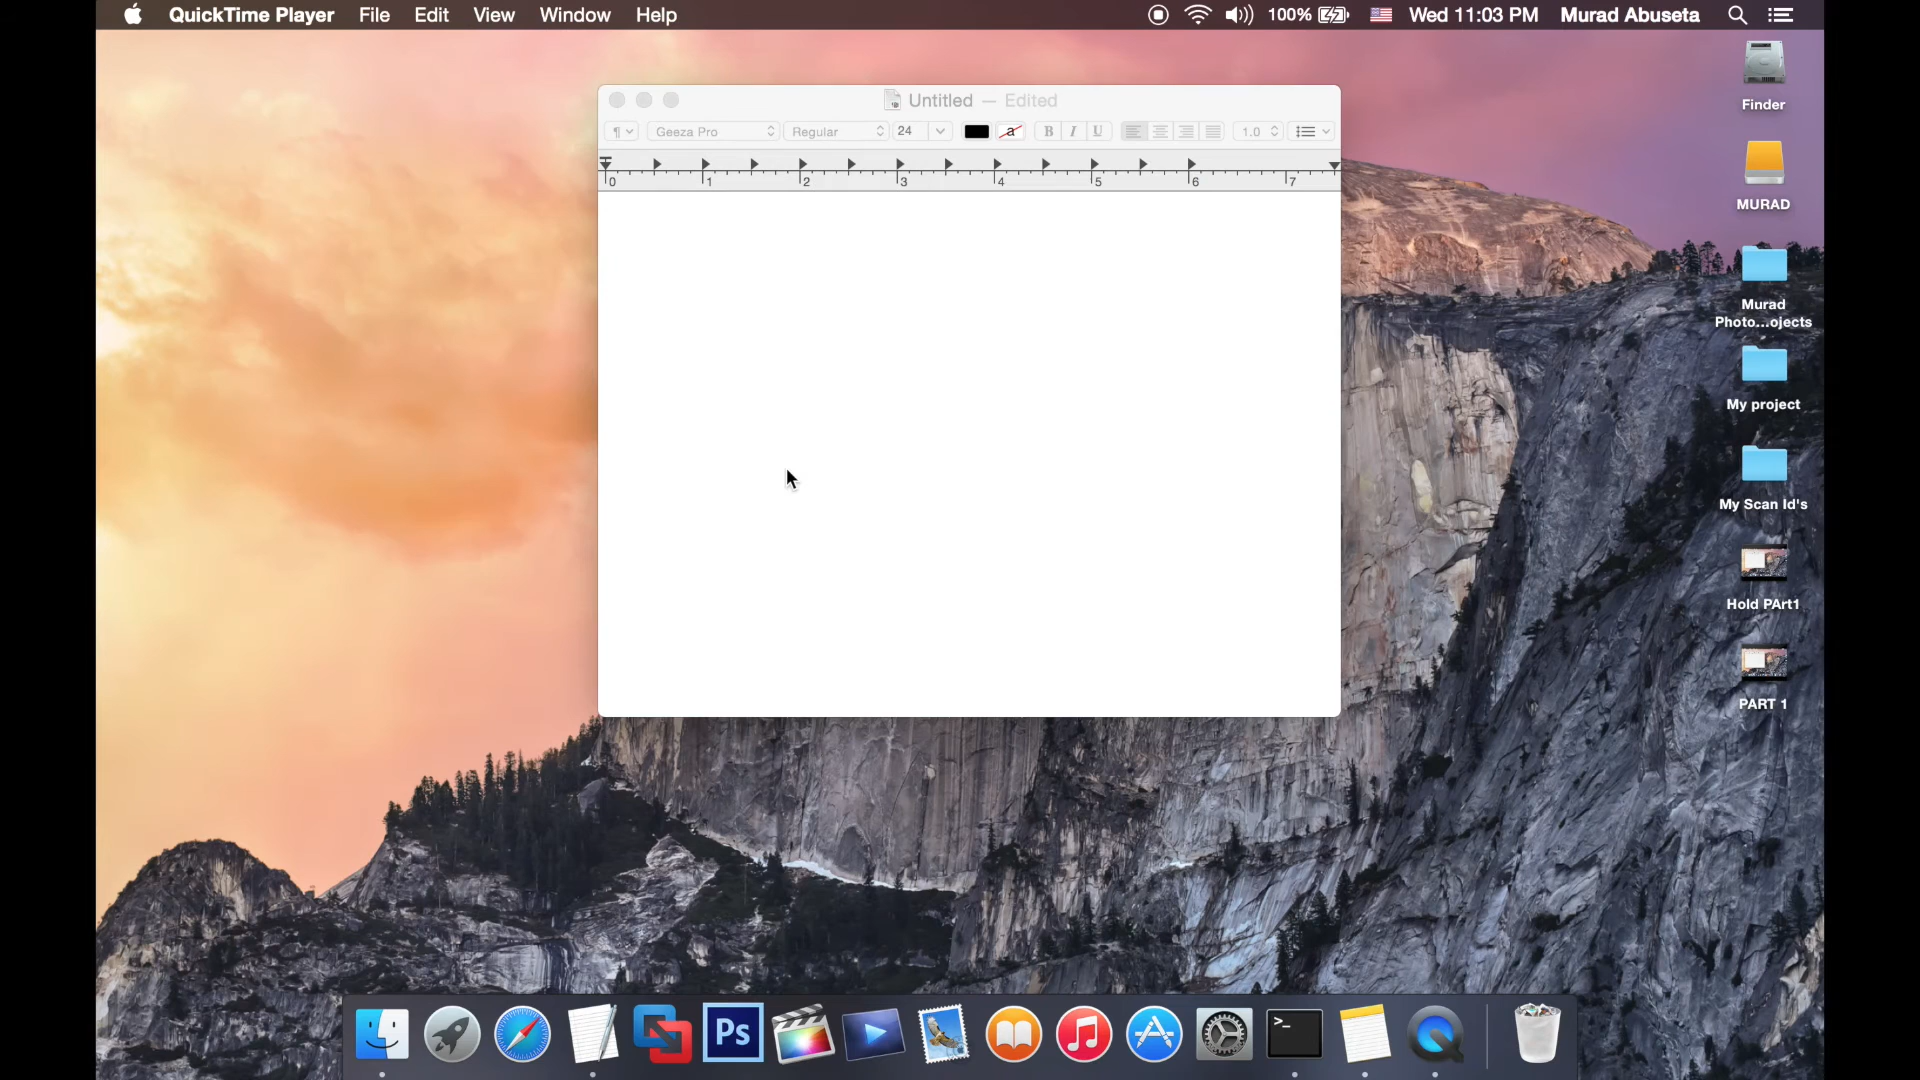 QuickTime Player File Edit View Window Help 100% Wed 11:03 PM Murad Abuseta
Untitled — Edited
¶ Geeza Pro Regular 24 a B I U 1.0
0 1 2 3 4 5 6 7
Finder
MURAD
Murad
Photo...ojects
My project
My Scan Id's
Hold PArt1
PART 1
Ps >_